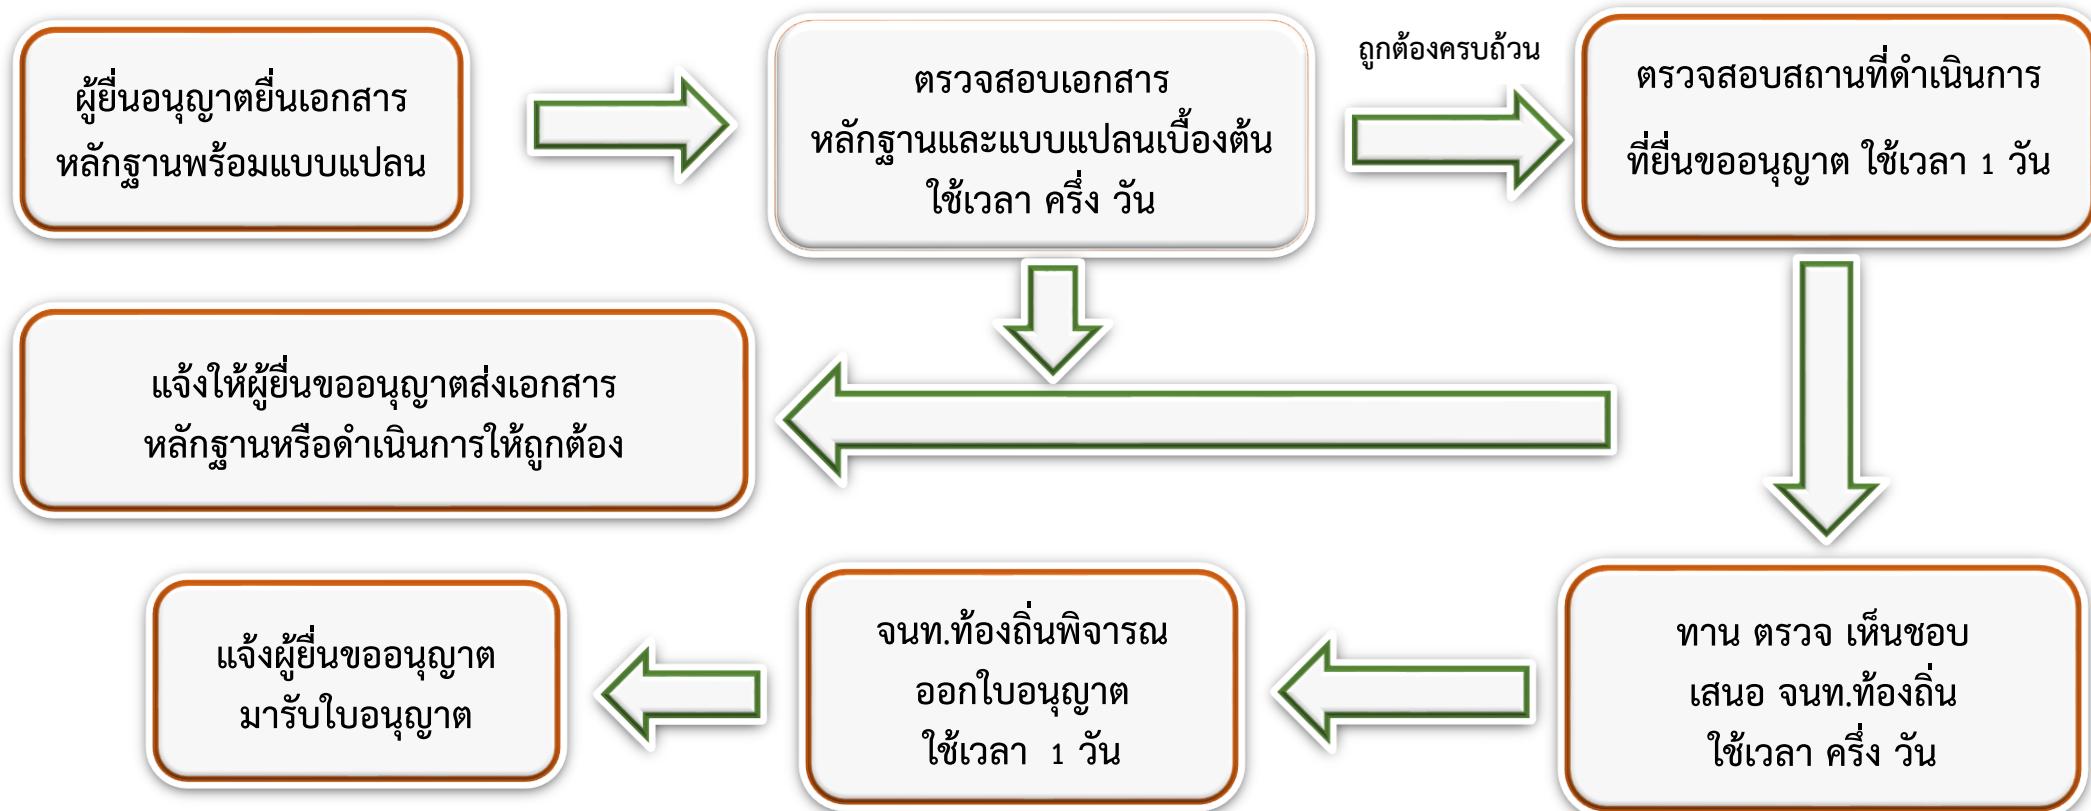 ผู้ยื่นอนุญาตยื่นเอกสาร
หลักฐานพร้อมแบบแปลน
ตรวจสอบเอกสาร
หลักฐานและแบบแปลนเบื้องต้น
ใช้เวลา ครึ่ง วัน
ถูกต้องครบถ้วน
ตรวจสอบสถานที่ดำเนินการ
ที่ยื่นขออนุญาต ใช้เวลา 1 วัน
แจ้งให้ผู้ยื่นขออนุญาตส่งเอกสาร
หลักฐานหรือดำเนินการให้ถูกต้อง
ทาน ตรวจ เห็นชอบ
เสนอ จนท.ท้องถิ่น
ใช้เวลา ครึ่ง วัน
จนท.ท้องถิ่นพิจารณ
ออกใบอนุญาต
ใช้เวลา 1 วัน
แจ้งผู้ยื่นขออนุญาต
มารับใบอนุญาต